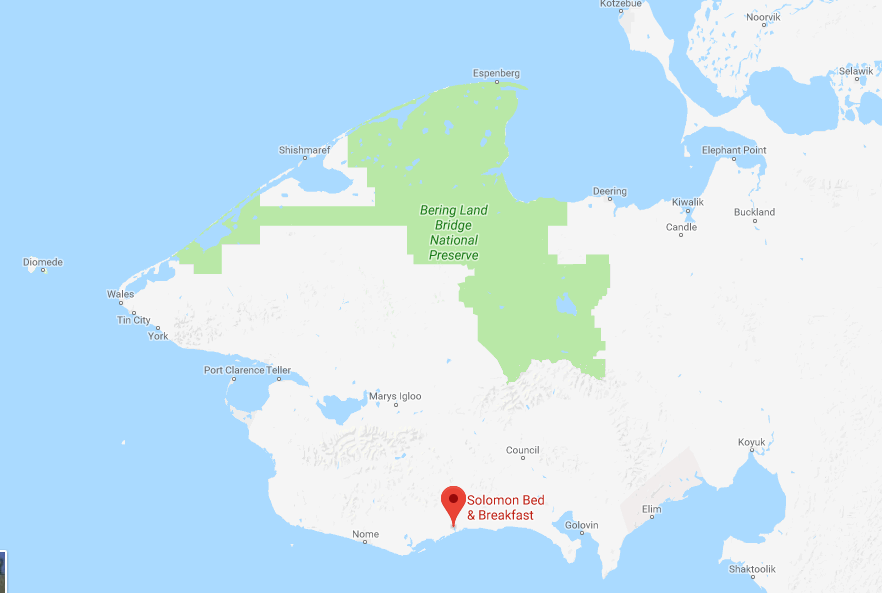 Kotzebue
Noorvik
Selawik
Espenberg
Shishmaref
Elephant Point
Deering
Kiwalik
Buckland
Candle
Bering Land
Bridge
National
Preserve
Diomede
Wales
Tin City
York
Port Clarence Teller
Marys Igloo
Council
Koyuk
Solomon Bed
& Breakfast
Elim
Golovin
Nome
Shaktoolik